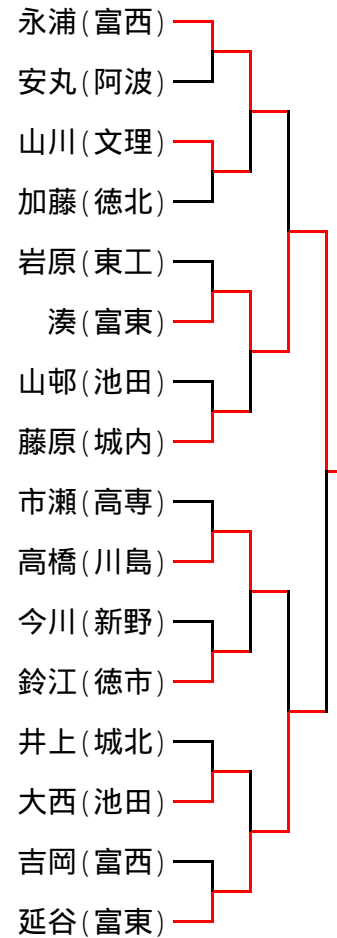 永浦(富西)
安丸(阿波)
山川(文理)
加藤(徳北)
岩原(東工)
湊(富東)
山邨(池田)
藤原(城内)
市瀬(高専)
高橋(川島)
今川(新野)
鈴江(徳市)
井上(城北)
大西(池田)
吉岡(富西)
延谷(富東)